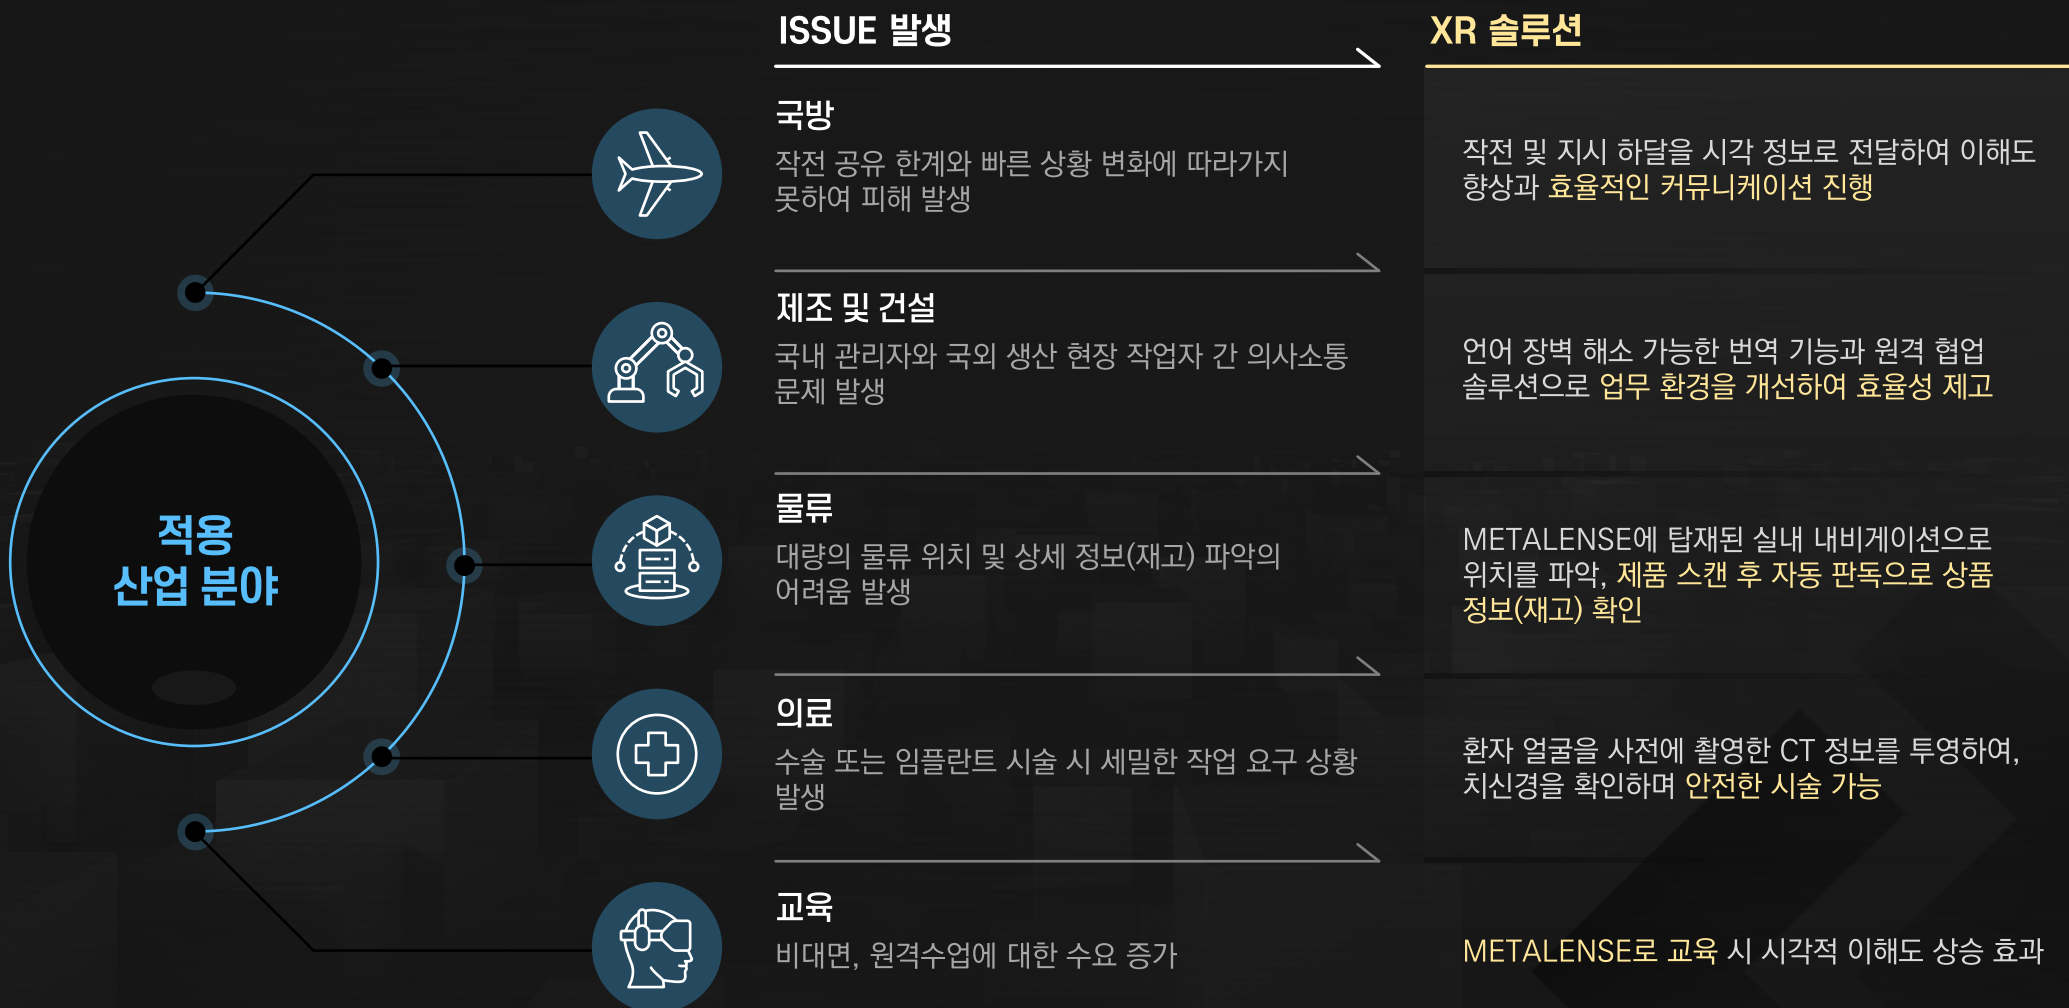 적용
산업 분야
ISSUE 발생
XR 솔루션
국방
작전 공유 한계와 빠른 상황 변화에 따라가지
못하여 피해 발생
작전 및 지시 하달을 시각 정보로 전달하여 이해도
향상과 효율적인 커뮤니케이션 진행
제조 및 건설
국내 관리자와 국외 생산 현장 작업자 간 의사소통
문제 발생
언어 장벽 해소 가능한 번역 기능과 원격 협업
솔루션으로 업무 환경을 개선하여 효율성 제고
물류
대량의 물류 위치 및 상세 정보(재고) 파악의
어려움 발생
METALENSE에 탑재된 실내 내비게이션으로
위치를 파악, 제품 스캔 후 자동 판독으로 상품
정보(재고) 확인
의료
수술 또는 임플란트 시술 시 세밀한 작업 요구 상황
발생
환자 얼굴을 사전에 촬영한 CT 정보를 투영하여,
치신경을 확인하며 안전한 시술 가능
교육
비대면, 원격수업에 대한 수요 증가
METALENSE로 교육 시 시각적 이해도 상승 효과